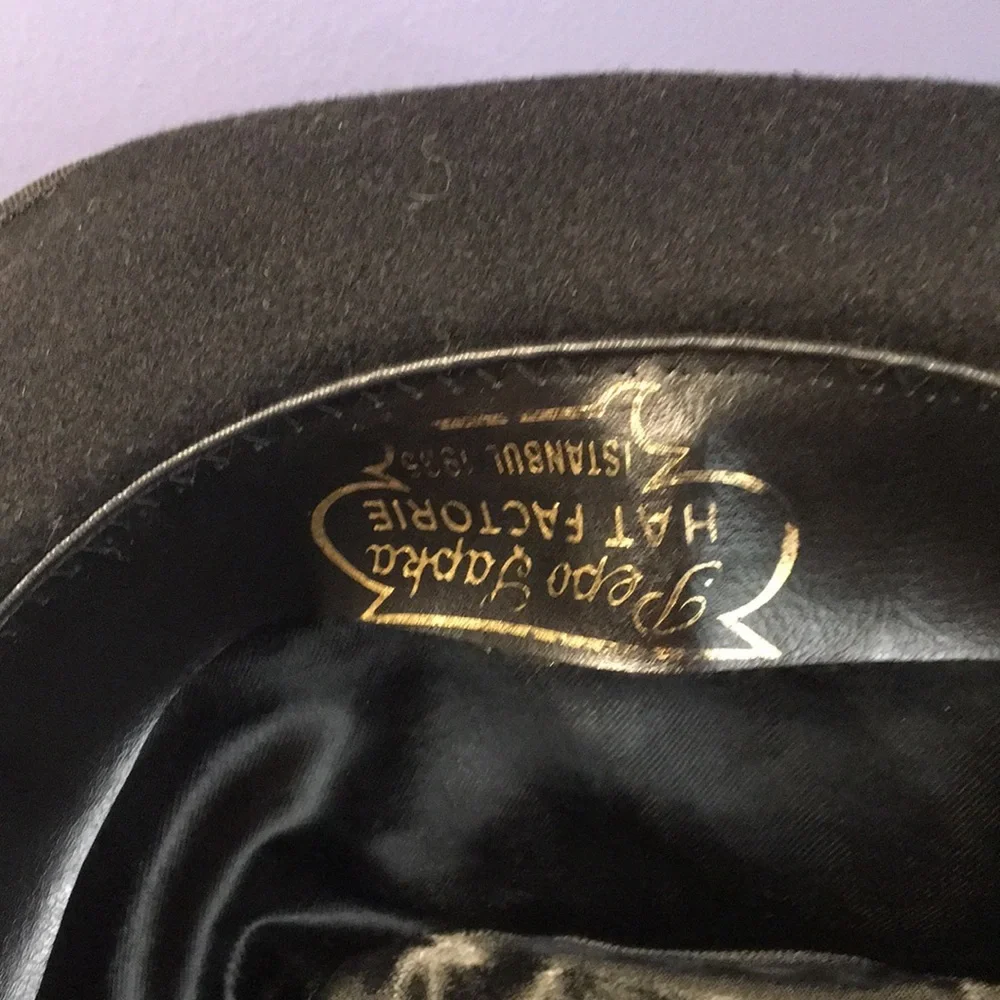 Pepo Şapka
HAT FACTORIE
ISTANBUL 1935